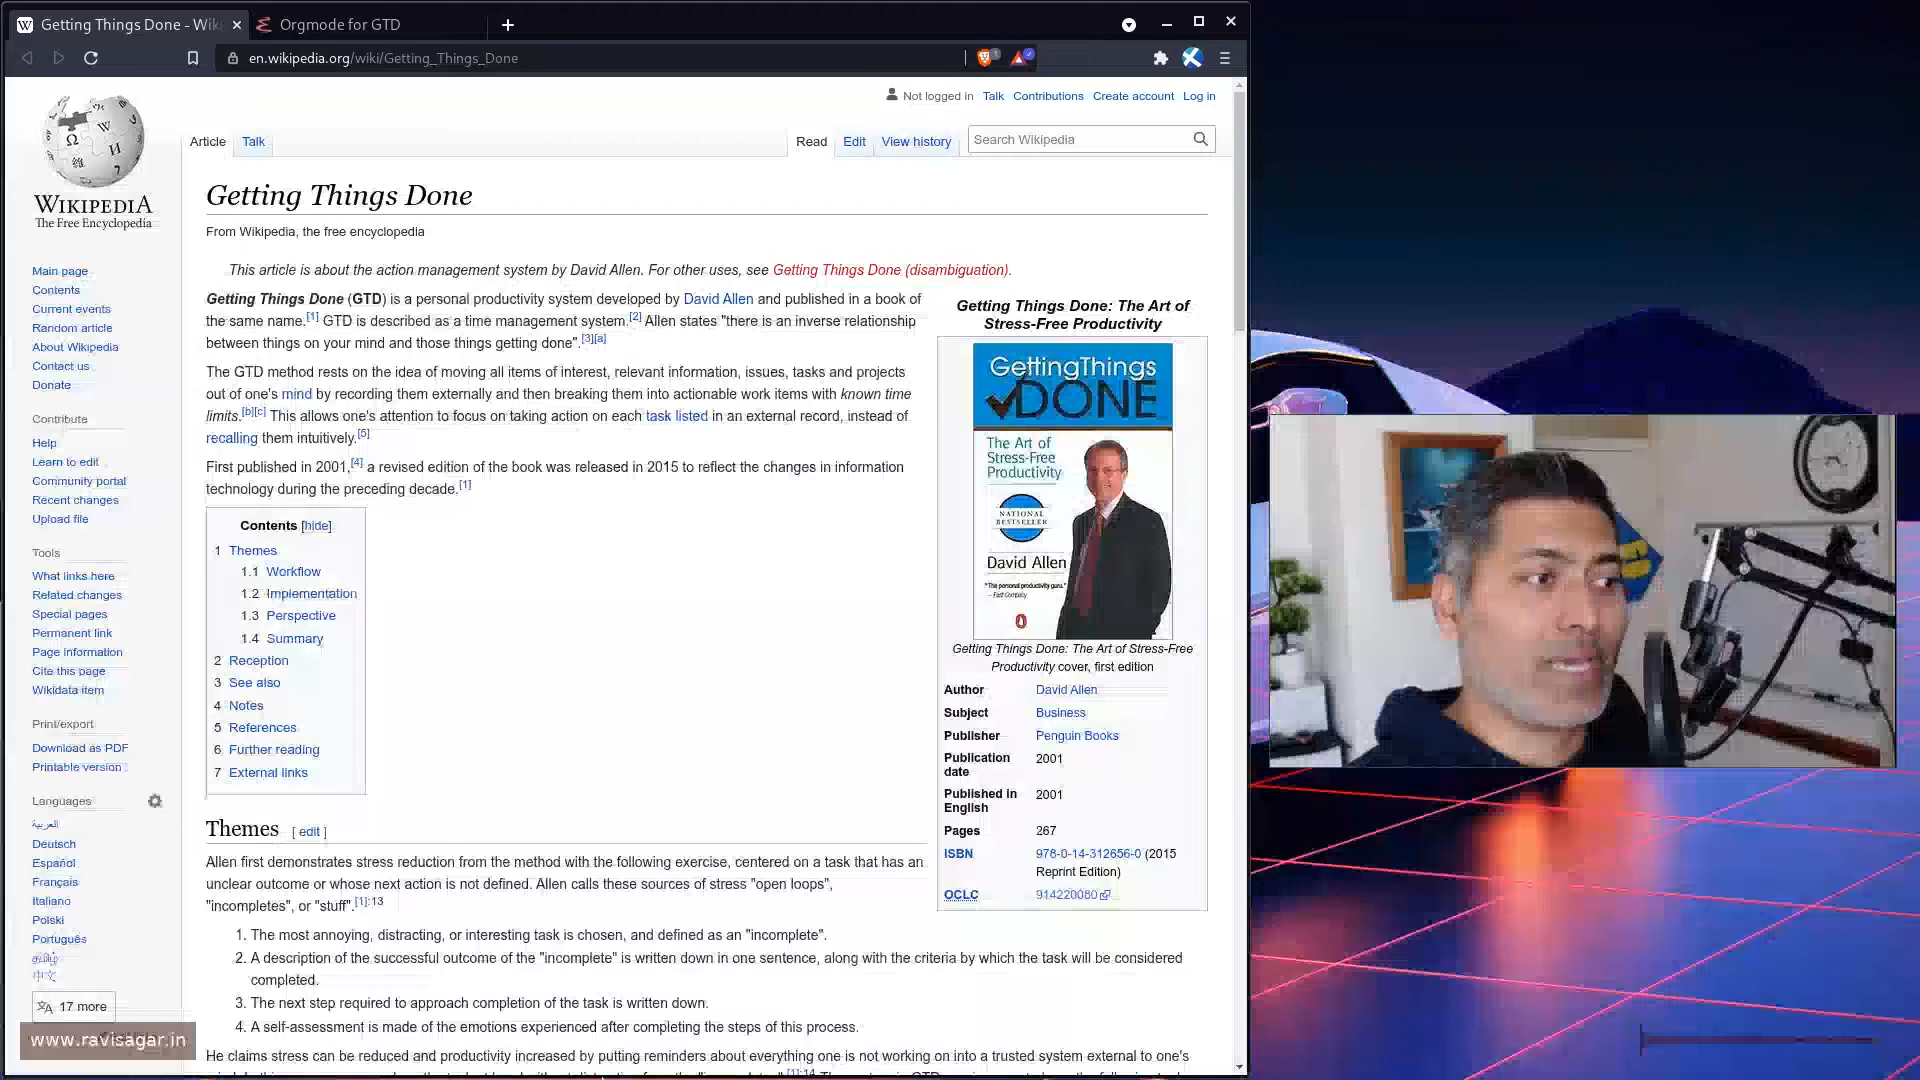 Getting Things Done - Wiki
Orgmode for GTD
en.wikipedia.org/wiki/Getting_Things_Done
Not logged in Talk Contributions Create account Log in
Article Talk Read Edit View history Search Wikipedia
WIKIPEDIA
The Free Encyclopedia
Main page
Contents
Current events
Random article
About Wikipedia
Contact us
Donate
Contribute
Help
Learn to edit
Community portal
Recent changes
Upload file
Tools
What links here
Related changes
Special pages
Permanent link
Page information
Cite this page
Wikidata item
Print/export
Download as PDF
Printable version
Languages
العربية
Deutsch
Español
Français
Italiano
Polski
Português
தமிழ்
中文
17 more
www.ravisagar.in
Getting Things Done
From Wikipedia, the free encyclopedia
This article is about the action management system by David Allen. For other uses, see Getting Things Done (disambiguation).
Getting Things Done (GTD) is a personal productivity system developed by David Allen and published in a book of
the same name.[1] GTD is described as a time management system.[2] Allen states "there is an inverse relationship
between things on your mind and those things getting done".[3][a]
The GTD method rests on the idea of moving all items of interest, relevant information, issues, tasks and projects
out of one's mind by recording them externally and then breaking them into actionable work items with known time
limits.[b][c] This allows one's attention to focus on taking action on each task listed in an external record, instead of
recalling them intuitively.[5]
First published in 2001,[4] a revised edition of the book was released in 2015 to reflect the changes in information
technology during the preceding decade.[1]
Contents [hide]
1 Themes
1.1 Workflow
1.2 Implementation
1.3 Perspective
1.4 Summary
2 Reception
3 See also
4 Notes
5 References
6 Further reading
7 External links
Getting Things Done: The Art of
Stress-Free Productivity
GettingThings
DONE
The Art of
Stress-Free
Productivity
NATIONAL
BESTSELLER
David Allen
"The personal productivity guru."
—Fast Company
Getting Things Done: The Art of Stress-Free
Productivity cover, first edition
Author David Allen
Subject Business
Publisher Penguin Books
Publication 2001
date
Published in 2001
English
Pages 267
ISBN 978-0-14-312656-0 (2015
Reprint Edition)
OCLC 914220080
Themes [ edit ]
Allen first demonstrates stress reduction from the method with the following exercise, centered on a task that has an
unclear outcome or whose next action is not defined. Allen calls these sources of stress "open loops",
"incompletes", or "stuff".[1]:13
1. The most annoying, distracting, or interesting task is chosen, and defined as an "incomplete".
2. A description of the successful outcome of the "incomplete" is written down in one sentence, along with the criteria by which the task will be considered
completed.
3. The next step required to approach completion of the task is written down.
4. A self-assessment is made of the emotions experienced after completing the steps of this process.
He claims stress can be reduced and productivity increased by putting reminders about everything one is not working on into a trusted system external to one's